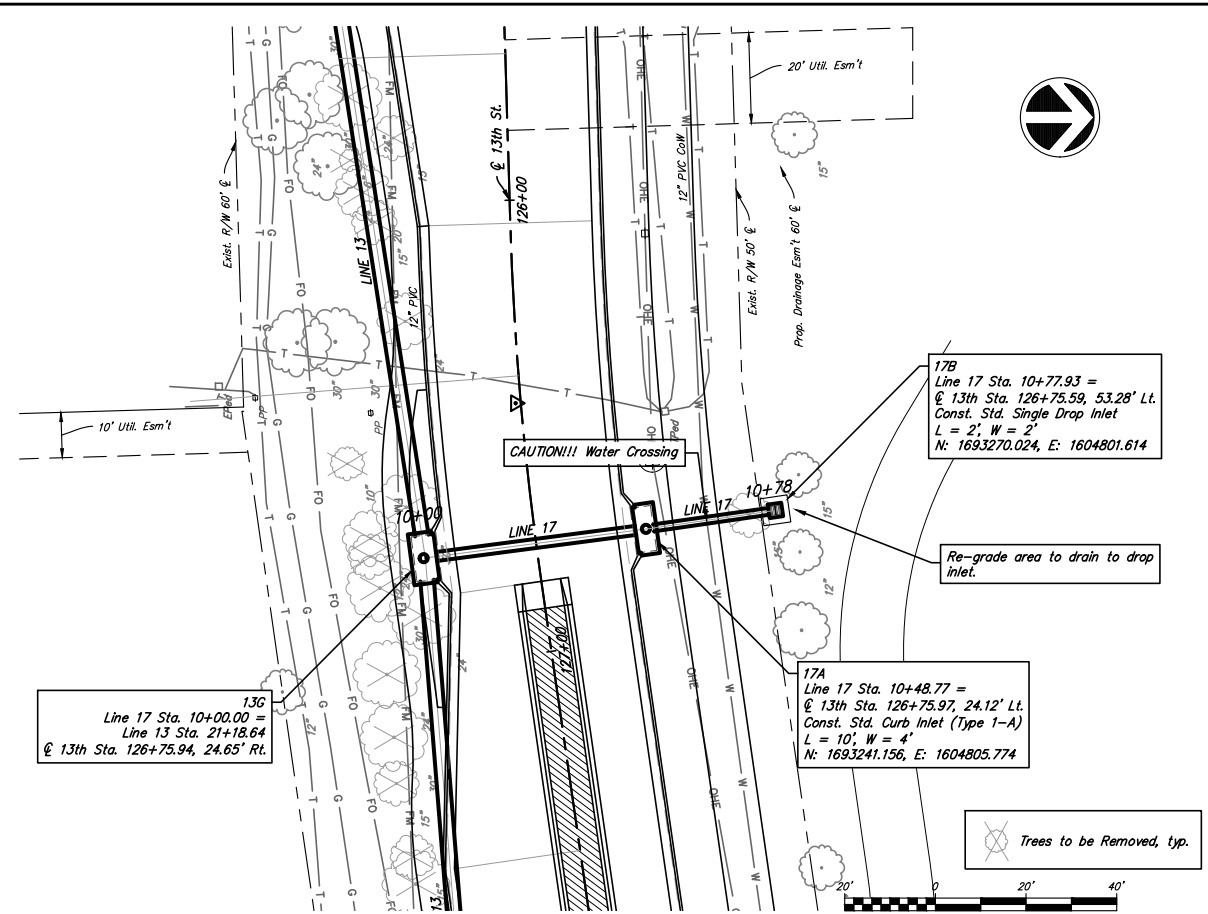 20' Util. Esm't
Exist. R/W 60' ℄
℄ 13th St.
126+00
12" PVC CoW
Exist. R/W 50' ℄
Prop. Drainage Esm't 60' ℄
LINE 13
12" PVC
10' Util. Esm't
EPed
PP
PP
CAUTION!!! Water Crossing
10+00
LINE 17
LINE 17
10+78
17B
Line 17 Sta. 10+77.93 =
℄ 13th Sta. 126+75.59, 53.28' Lt.
Const. Std. Single Drop Inlet
L = 2', W = 2'
N: 1693270.024, E: 1604801.614
Re-grade area to drain to drop
inlet.
127+00
13G
Line 17 Sta. 10+00.00 =
Line 13 Sta. 21+18.64
℄ 13th Sta. 126+75.94, 24.65' Rt.
17A
Line 17 Sta. 10+48.77 =
℄ 13th Sta. 126+75.97, 24.12' Lt.
Const. Std. Curb Inlet (Type 1-A)
L = 10', W = 4'
N: 1693241.156, E: 1604805.774
Trees to be Removed, typ.
13
20' 0 20' 40'